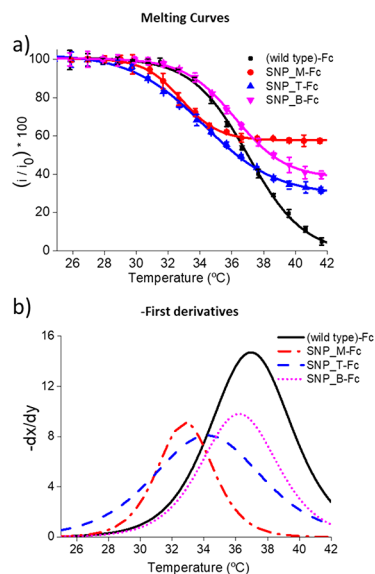 Melting Curves
a)
(wild type)-Fc
SNP_M-Fc
SNP_T-Fc
SNP_B-Fc
(i / i0) * 100
100
80
60
40
20
0
26 28 30 32 34 36 38 40 42
Temperature (ºC)
b)
-First derivatives
(wild type)-Fc
SNP_M-Fc
SNP_T-Fc
SNP_B-Fc
-dx/dy
16
12
8
4
0
26 28 30 32 34 36 38 40 42
Temperature (ºC)